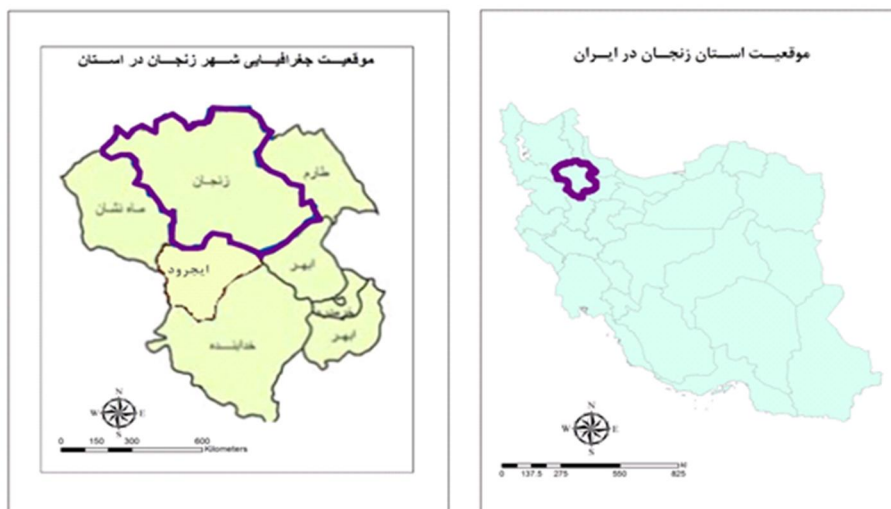 موقعیت جغرافیایی شهر زنجان در استان
طارم
زنجان
ماه نشان
ایجرود
ابهر
ابهر
خدابنده
N
W E
S
0 150 300 600
Kilometers
موقعیت استان زنجان در ایران
N
W E
S
0 137.5 275 550 825